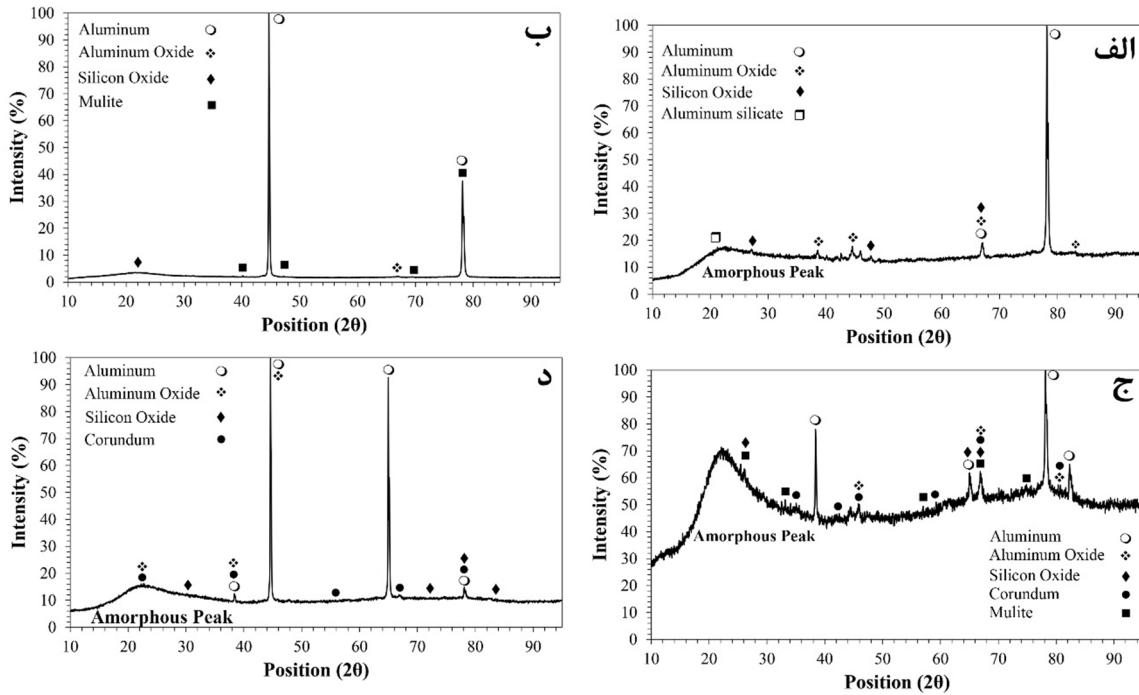 الف
Aluminum
Aluminum Oxide
Silicon Oxide
Aluminum silicate
Amorphous Peak
Intensity (%)
100
90
80
70
60
50
40
30
20
10
0
10 20 30 40 50 60 70 80 90
Position (2θ)
ب
Aluminum
Aluminum Oxide
Silicon Oxide
Mulite
Intensity (%)
100
90
80
70
60
50
40
30
20
10
0
10 20 30 40 50 60 70 80 90
Position (2θ)
ج
Amorphous Peak
Aluminum
Aluminum Oxide
Silicon Oxide
Corundum
Mulite
Intensity (%)
100
90
80
70
60
50
40
30
20
10
0
10 20 30 40 50 60 70 80 90
Position (2θ)
د
Aluminum
Aluminum Oxide
Silicon Oxide
Corundum
Amorphous Peak
Intensity (%)
100
90
80
70
60
50
40
30
20
10
0
10 20 30 40 50 60 70 80 90
Position (2θ)